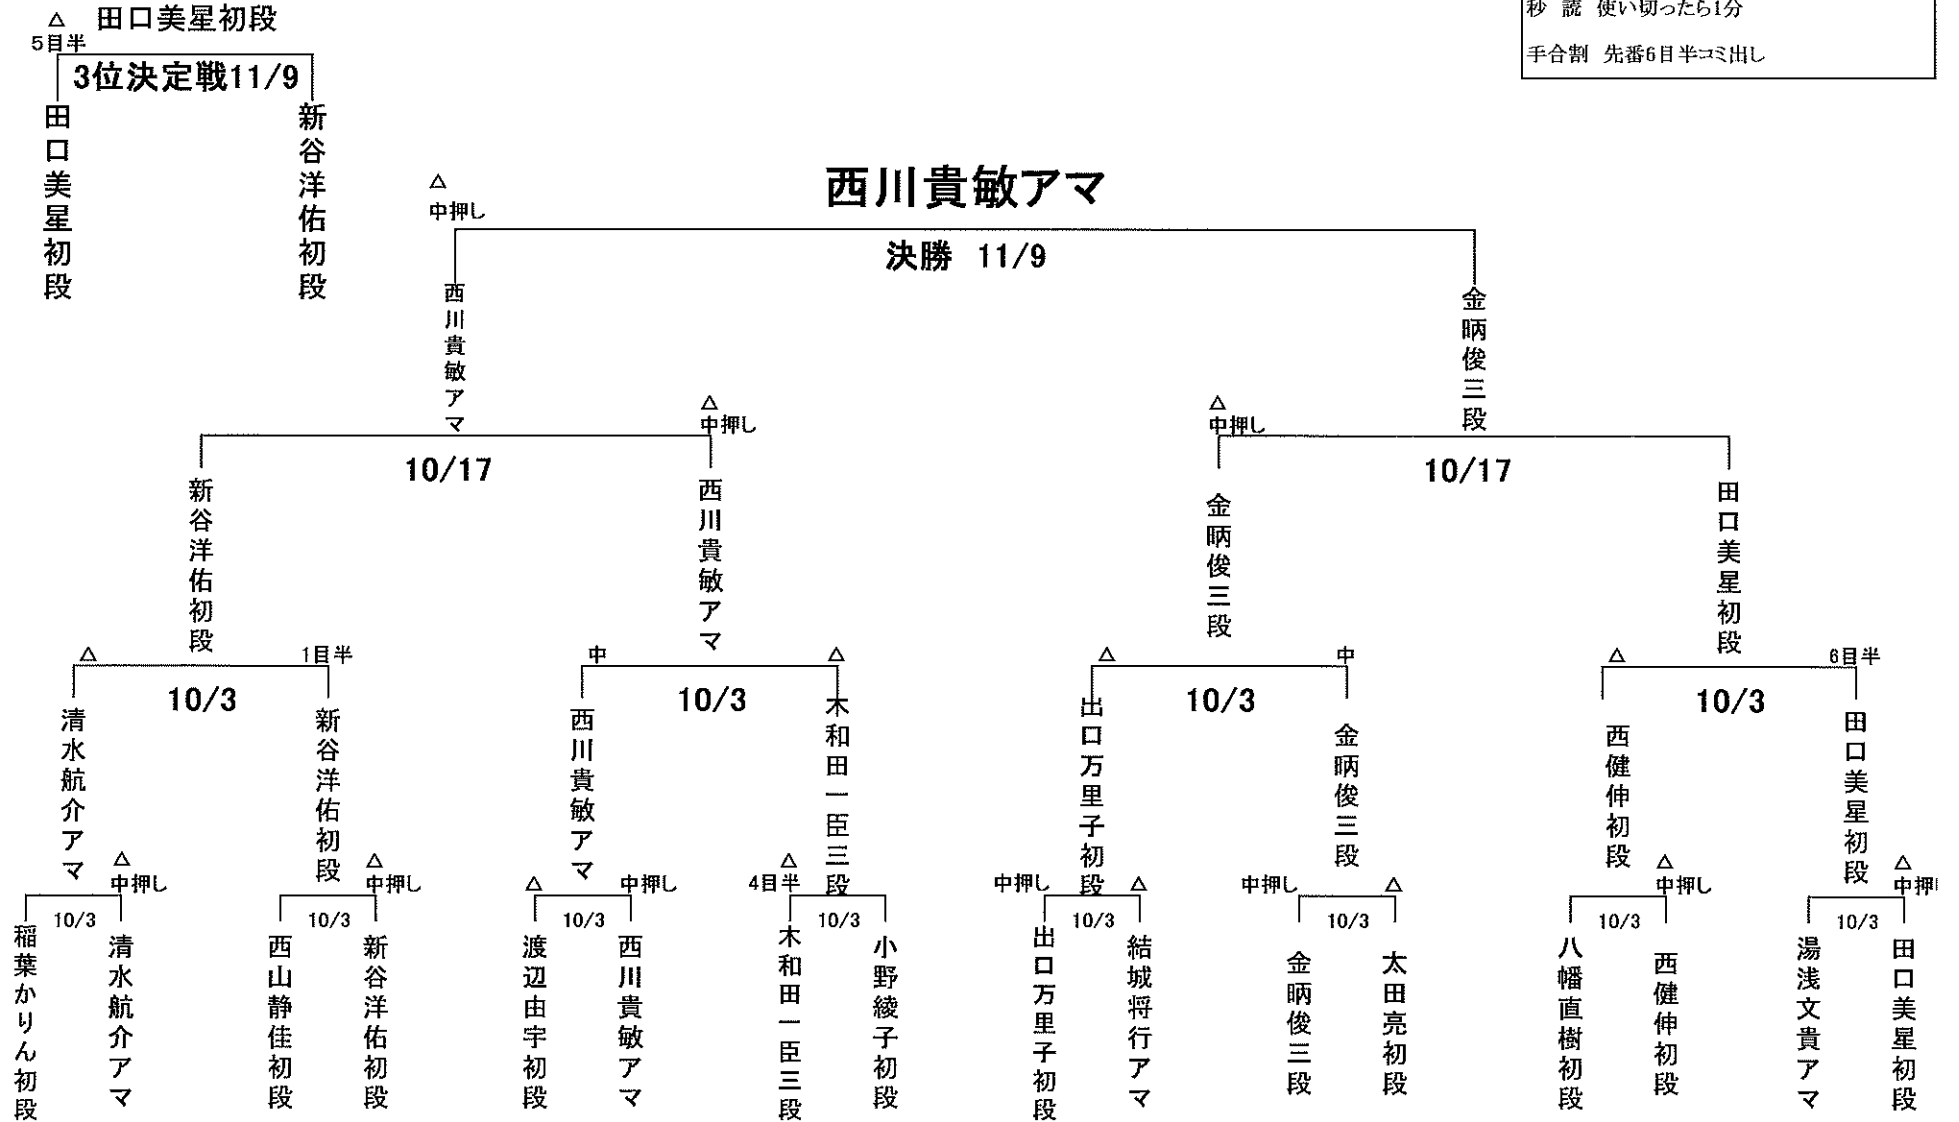 △ 田口美星初段
5目半
3位決定戦11/9
田口美星初段
新谷洋佑初段
秒 読 使い切ったら1分
手合割 先番6目半コミ出し
西川貴敏アマ
△
中押し
決勝 11/9
西川貴敏アマ
金昞俊三段
△
中押し
△
中押し
10/17
10/17
新谷洋佑初段
西川貴敏アマ
金昞俊三段
田口美星初段
△
1目半
中
△
△
中
△
6目半
10/3
10/3
10/3
10/3
清水航介アマ
新谷洋佑初段
西川貴敏アマ
木和田一臣三段
出口万里子初段
金昞俊三段
西健伸初段
田口美星初段
△
中押し
△
中押し
△
中押し
△
4目半
中押し
△
中押し
△
△
中押し
△
中押
10/3
10/3
10/3
10/3
10/3
10/3
10/3
10/3
稲葉かりん初段
清水航介アマ
西山静佳初段
新谷洋佑初段
渡辺由宇初段
西川貴敏アマ
木和田一臣三段
小野綾子初段
出口万里子初段
結城将行アマ
金昞俊三段
太田亮初段
八幡直樹初段
西健伸初段
湯浅文貴アマ
田口美星初段